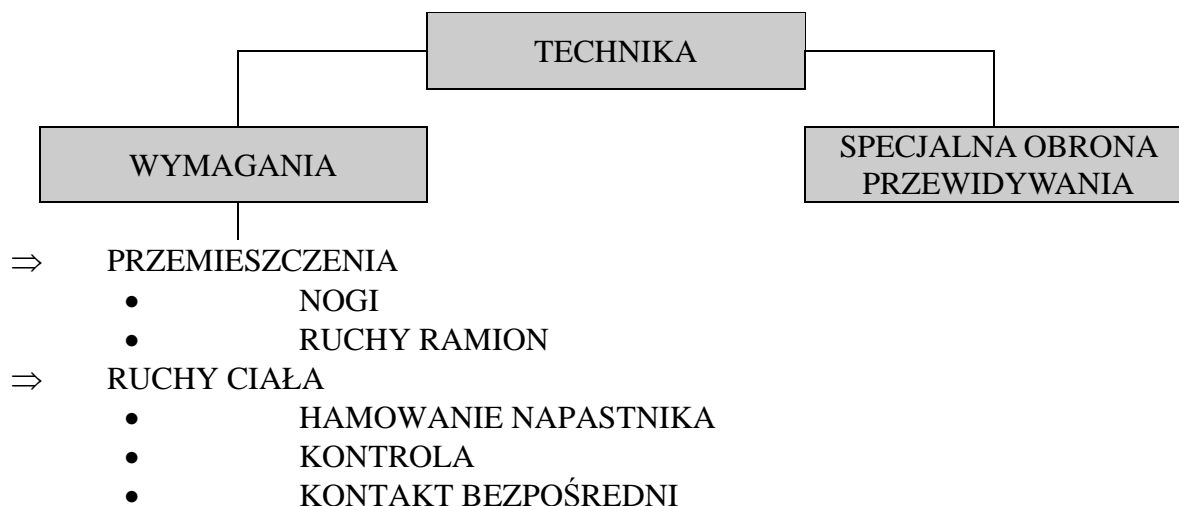 TECHNIKA
WYMAGANIA
SPECJALNA OBRONA
PRZEWIDYWANIA
⇒ PRZEMIESZCZENIA
• NOGI
• RUCHY RAMION
⇒ RUCHY CIAŁA
• HAMOWANIE NAPASTNIKA
• KONTROLA
• KONTAKT BEZPOŚREDNI